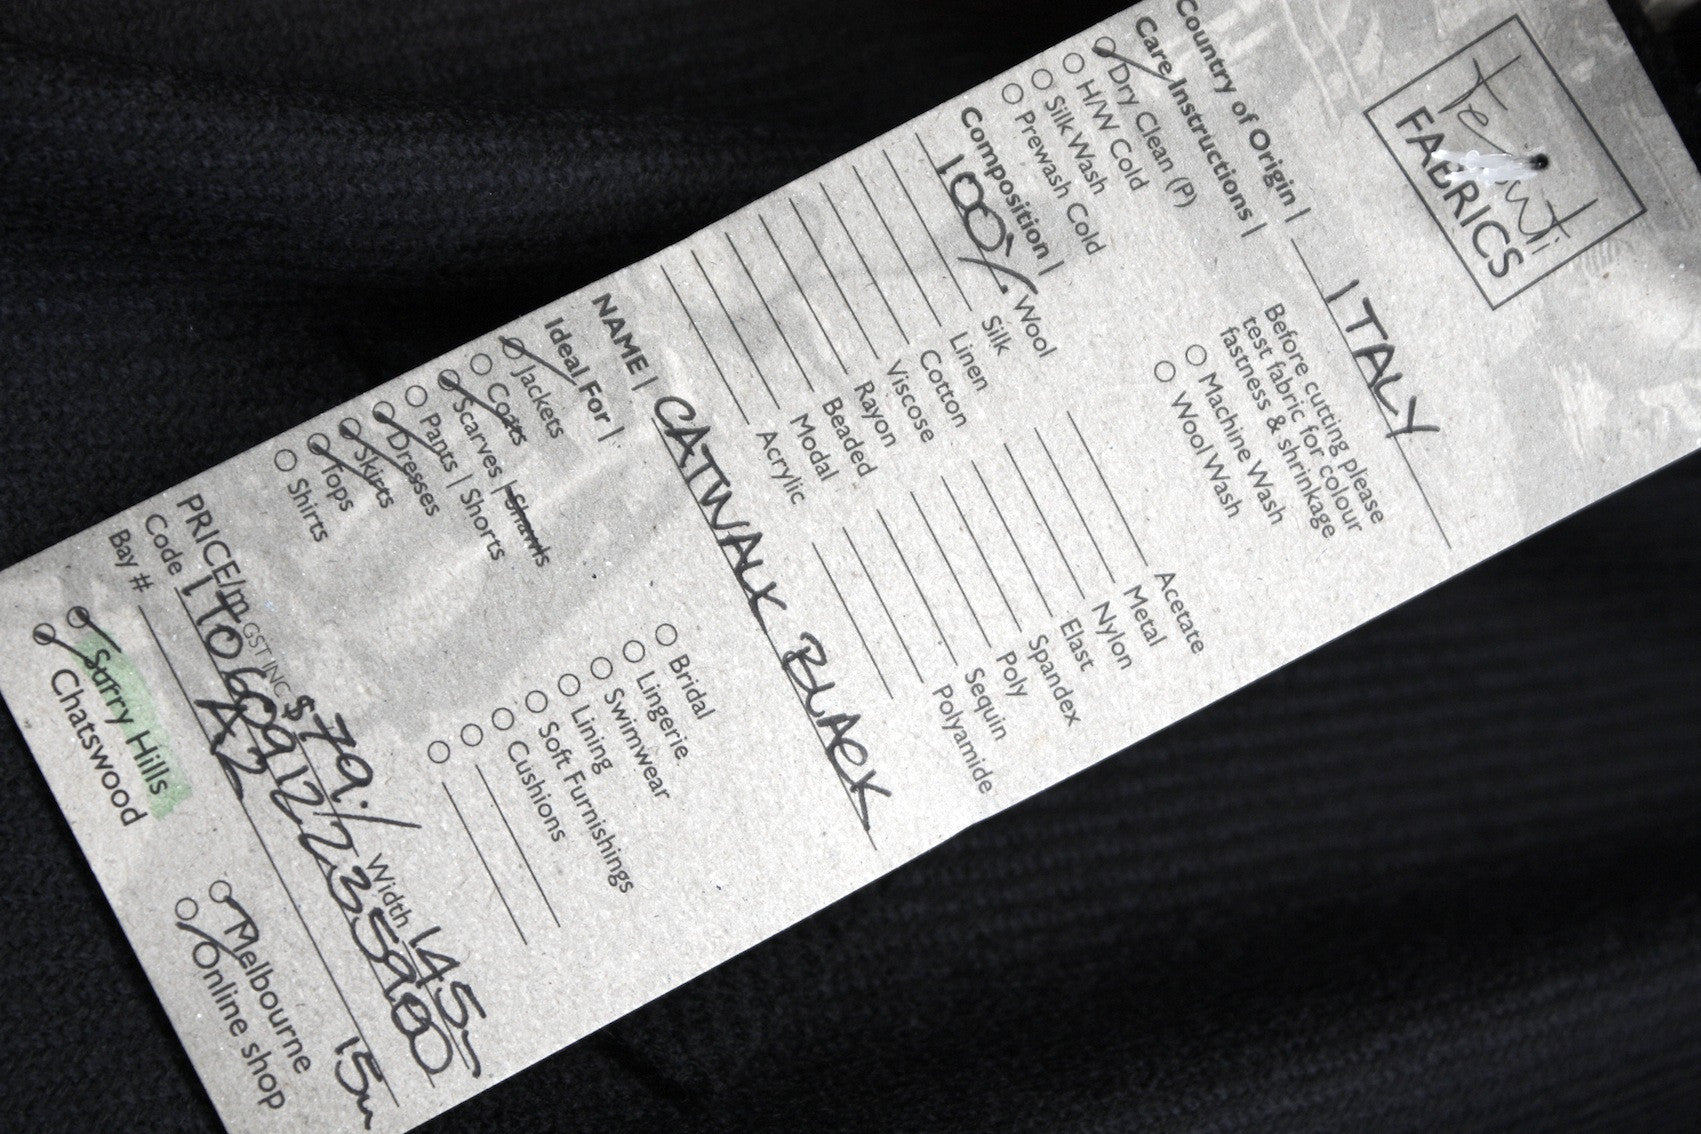 Tessuti
FABRICS
Country of Origin | ITALY
Care Instructions |
Dry Clean (P)
H/W Cold
Silk Wash
Prewash Cold
Before cutting please
test fabric for colour
fastness & shrinkage
Machine Wash
Wool Wash
Composition |
100% Wool
Silk
Linen
Cotton
Viscose
Rayon
Beaded
Modal
Acrylic
Acetate
Metal
Nylon
Elast
Spandex
Poly
Sequin
Polyamide
NAME | CATWALK BLACK
Ideal For |
Jackets
Coats
Scarves | Shawls
Pants | Shorts
Dresses
Skirts
Tops
Shirts
Bridal
Lingerie
Swimwear
Lining
Soft Furnishings
Cushions
PRICE/m GST INC $79./ Width 145
Code
Bay # A2 15m
Surry Hills
Chatswood
Melbourne
Online shop